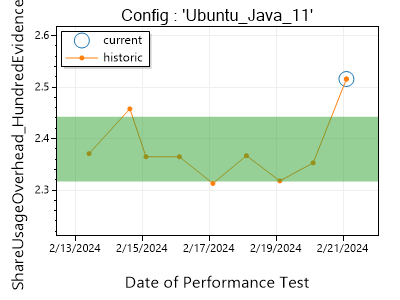 Config : 'Ubuntu_Java_11'
current
historic
ShareUsageOverhead_HundredEvidence
2.6
2.5
2.4
2.3
2/13/2024 2/15/2024 2/17/2024 2/19/2024 2/21/2024
Date of Performance Test